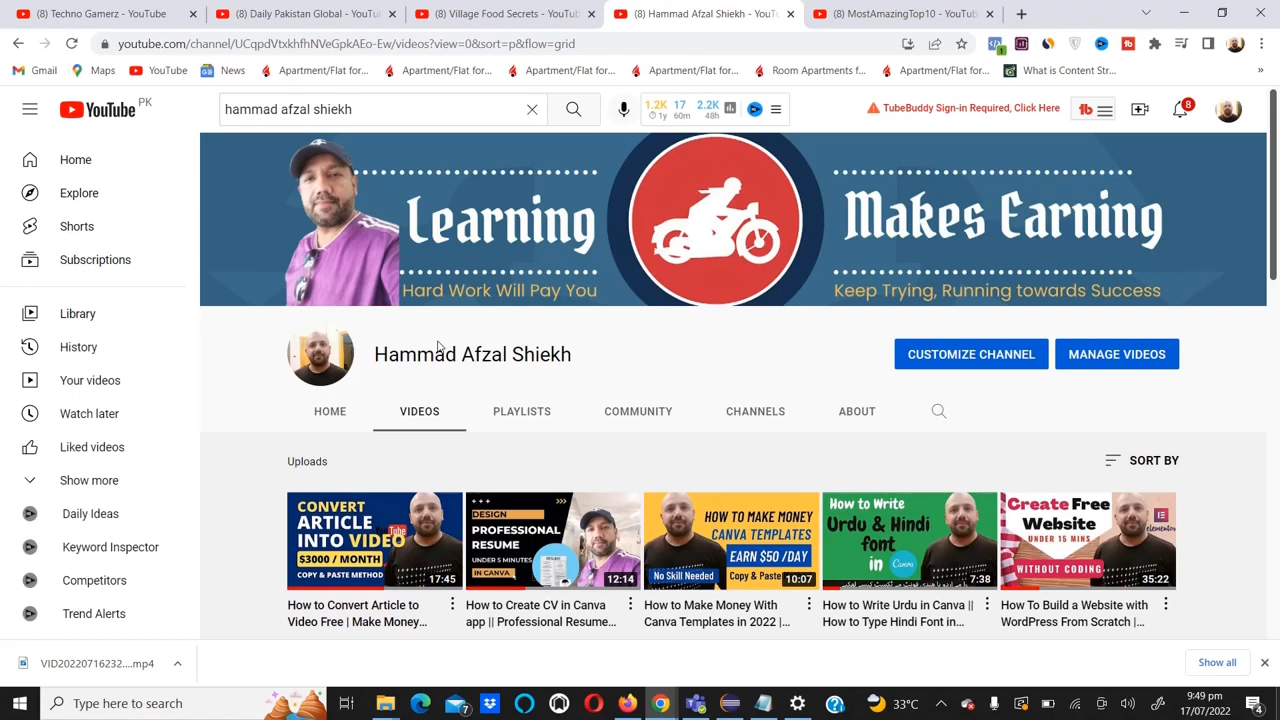 (8) Techno Gamerz - YouTube
(8) Daily Pakistan Global - YouTub
(8) Village Food Secrets - YouTube
(8) Hammad Afzal Shiekh - YouTu
(8) MostAmazingTop10 - YouTub
youtube.com/channel/
/videos?view=0&sort=p&flow=grid
1
Gmail
Maps
YouTube
News
Apartment/Flat for...
Apartment/Flat for...
Apartment/Flat for...
Apartment/Flat for...
Room Apartments f...
Apartment/Flat for...
What is Content Str...
YouTube PK
hammad afzal shiekh
1.2K 17 2.2K
1y 60m 48h
TubeBuddy Sign-in Required, Click Here
tb
8
Home
Explore
Shorts
Subscriptions
Library
History
Your videos
Watch later
Liked videos
Show more
Daily Ideas
Keyword Inspector
Competitors
Trend Alerts
Learning
Makes Earning
Hard Work Will Pay You
Keep Trying, Running towards Success
Hammad Afzal Shiekh
CUSTOMIZE CHANNEL
MANAGE VIDEOS
HOME
VIDEOS
PLAYLISTS
COMMUNITY
CHANNELS
ABOUT
Uploads
SORT BY
CONVERT
ARTICLE
INTO VIDEO
$3000 / MONTH
COPY & PASTE METHOD
17:45
How to Convert Article to
Video Free | Make Money...
DESIGN
PROFESSIONAL
RESUME
UNDER 5 MINUTES
IN CANVA
12:14
How to Create CV in Canva
app || Professional Resume...
HOW TO MAKE MONEY
CANVA TEMPLATES
EARN $50 /DAY
No Skill Needed
Copy & Paste
10:07
How to Make Money With
Canva Templates in 2022 |...
How to Write
Urdu & Hindi
font
in
Canva
7:38
How to Write Urdu in Canva ||
How to Type Hindi Font in...
Create Free
Website
UNDER 15 MINS
WITHOUT CODING
elementor
35:22
How To Build a Website with
WordPress From Scratch |...
VID20220716232....mp4
Show all
Type here to search
7
33°C
9:49 pm
17/07/2022
4